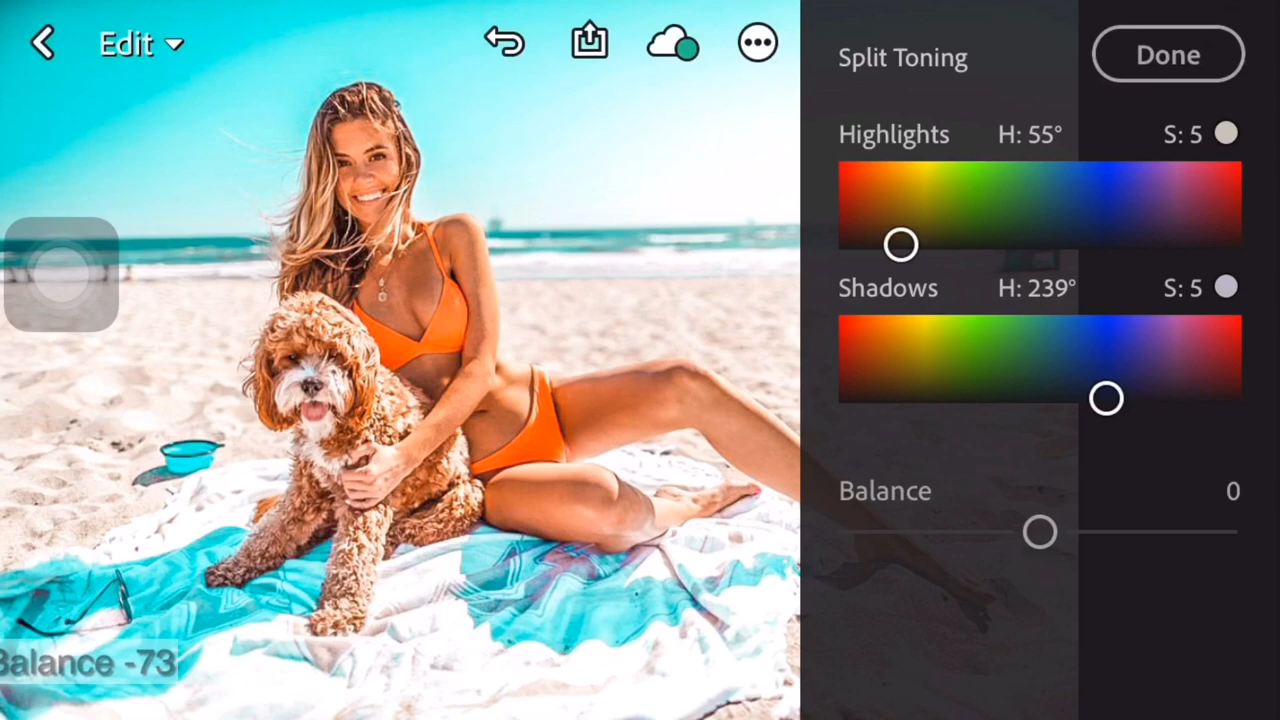 Edit
Split Toning
Done
Highlights H: 55° S: 5
Shadows H: 239° S: 5
Balance 0
Balance -73